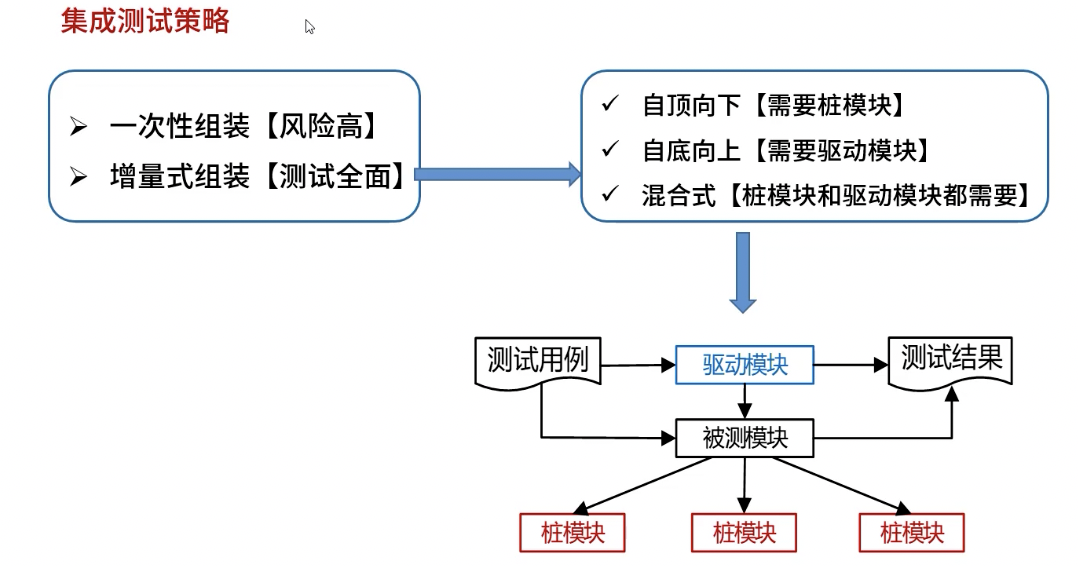 集成测试策略
➢ 一次性组装【风险高】
➢ 增量式组装【测试全面】
✓ 自顶向下【需要桩模块】
✓ 自底向上【需要驱动模块】
✓ 混合式【桩模块和驱动模块都需要】
测试用例
驱动模块
测试结果
被测模块
桩模块
桩模块
桩模块